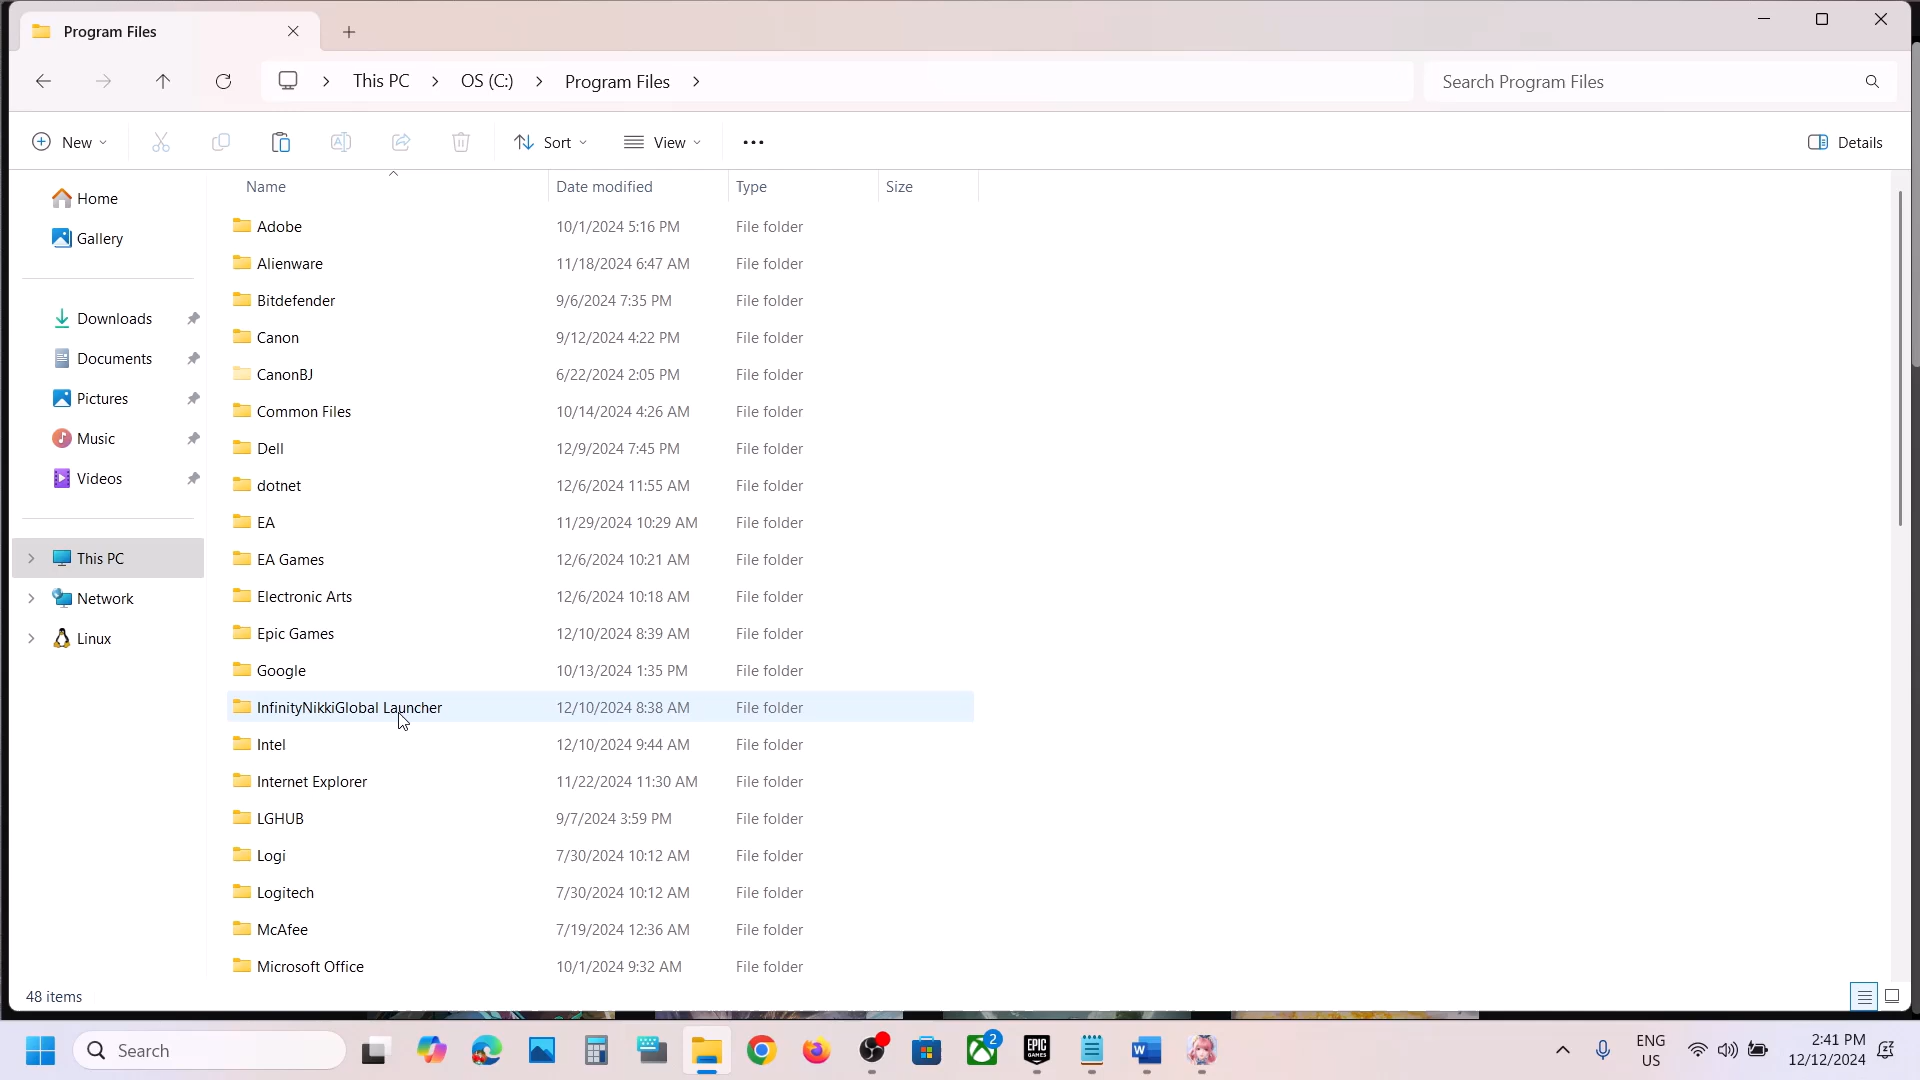 Program Files
This PC
OS (C:)
Program Files
Search Program Files
New
Sort
View
Details
Name
Date modified
Type
Size
Home
Gallery
Downloads
Documents
Pictures
Music
Videos
This PC
Network
Linux
Adobe 10/1/2024 5:16 PM File folder
Alienware 11/18/2024 6:47 AM File folder
Bitdefender 9/6/2024 7:35 PM File folder
Canon 9/12/2024 4:22 PM File folder
CanonBJ 6/22/2024 2:05 PM File folder
Common Files 10/14/2024 4:26 AM File folder
Dell 12/9/2024 7:45 PM File folder
dotnet 12/6/2024 11:55 AM File folder
EA 11/29/2024 10:29 AM File folder
EA Games 12/6/2024 10:21 AM File folder
Electronic Arts 12/6/2024 10:18 AM File folder
Epic Games 12/10/2024 8:39 AM File folder
Google 10/13/2024 1:35 PM File folder
InfinityNikkiGlobal Launcher 12/10/2024 8:38 AM File folder
Intel 12/10/2024 9:44 AM File folder
Internet Explorer 11/22/2024 11:30 AM File folder
LGHUB 9/7/2024 3:59 PM File folder
Logi 7/30/2024 10:12 AM File folder
Logitech 7/30/2024 10:12 AM File folder
McAfee 7/19/2024 12:36 AM File folder
Microsoft Office 10/1/2024 9:32 AM File folder
48 items
Search
2
EPIC
GAMES
W
ENG
US
2:41 PM
12/12/2024